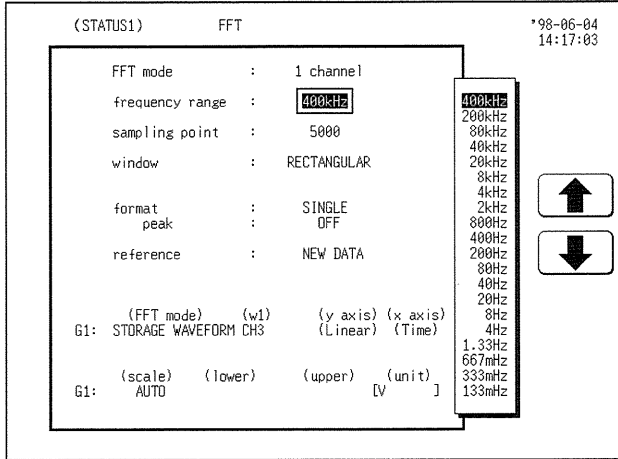 (STATUS1) FFT '98-06-04
14:17:03
FFT mode : 1 channel
frequency range : 400kHz
sampling point : 5000
window : RECTANGULAR
format : SINGLE
peak : OFF
reference : NEW DATA
(FFT mode) (w1) (y axis) (x axis)
G1: STORAGE WAVEFORM CH3 (Linear) (Time)
(scale) (lower) (upper) (unit)
G1: AUTO [V ]
400kHz
200kHz
80kHz
40kHz
20kHz
8kHz
4kHz
2kHz
800Hz
400Hz
200Hz
80Hz
40Hz
20Hz
8Hz
4Hz
1.33Hz
667mHz
333mHz
133mHz